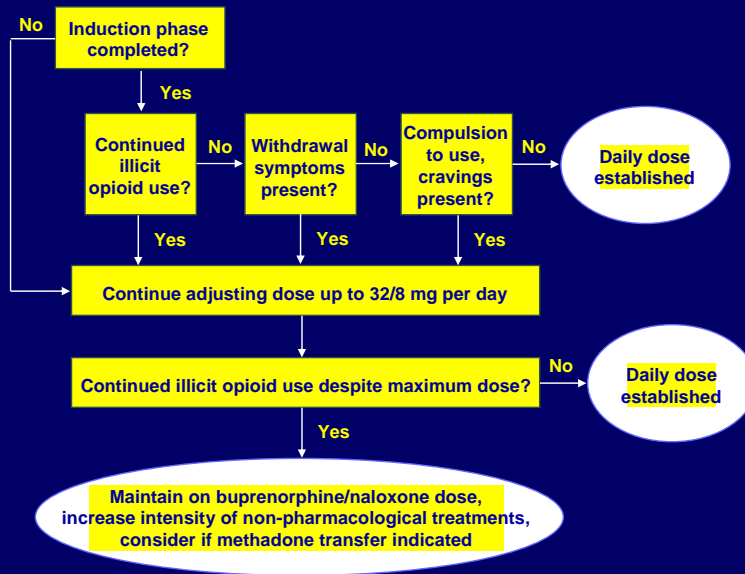 Induction phase
completed?
No
Yes
Continued
illicit
opioid use?
No
Withdrawal
symptoms
present?
No
Compulsion
to use,
cravings
present?
No
Daily dose
established
Yes
Yes
Yes
Continue adjusting dose up to 32/8 mg per day
Continued illicit opioid use despite maximum dose?
No
Daily dose
established
Yes
Maintain on buprenorphine/naloxone dose,
increase intensity of non-pharmacological treatments,
consider if methadone transfer indicated